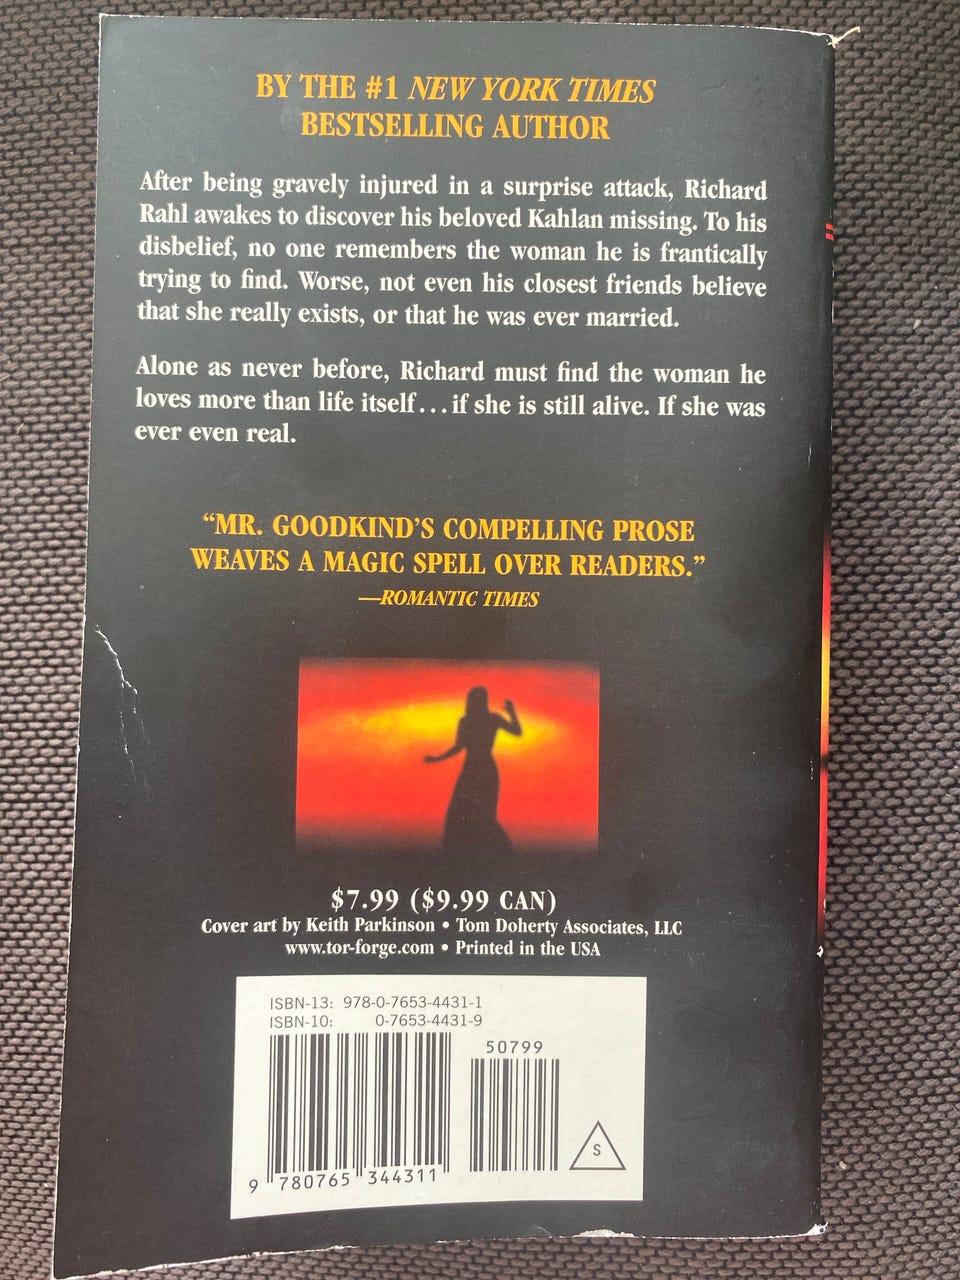 BY THE #1 NEW YORK TIMES
BESTSELLING AUTHOR
After being gravely injured in a surprise attack, Richard
Rahl awakes to discover his beloved Kahlan missing. To his
disbelief, no one remembers the woman he is frantically
trying to find. Worse, not even his closest friends believe
that she really exists, or that he was ever married.
Alone as never before, Richard must find the woman he
loves more than life itself...if she is still alive. If she was
ever even real.
“MR. GOODKIND’S COMPELLING PROSE
WEAVES A MAGIC SPELL OVER READERS.”
—ROMANTIC TIMES
$7.99 ($9.99 CAN)
Cover art by Keith Parkinson • Tom Doherty Associates, LLC
www.tor-forge.com • Printed in the USA
ISBN-13: 978-0-7653-4431-1
ISBN-10: 0-7653-4431-9
50799
S
9 780765 344311